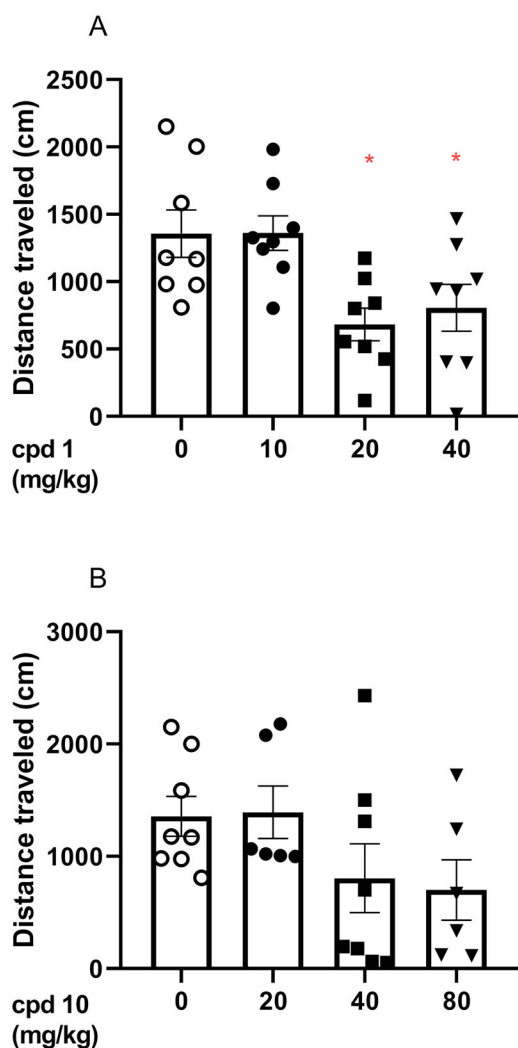 A
Distance traveled (cm)
2500
2000
1500
1000
500
0
* *
cpd 1 0 10 20 40
(mg/kg)
B
Distance traveled (cm)
3000
2000
1000
0
cpd 10 0 20 40 80
(mg/kg)